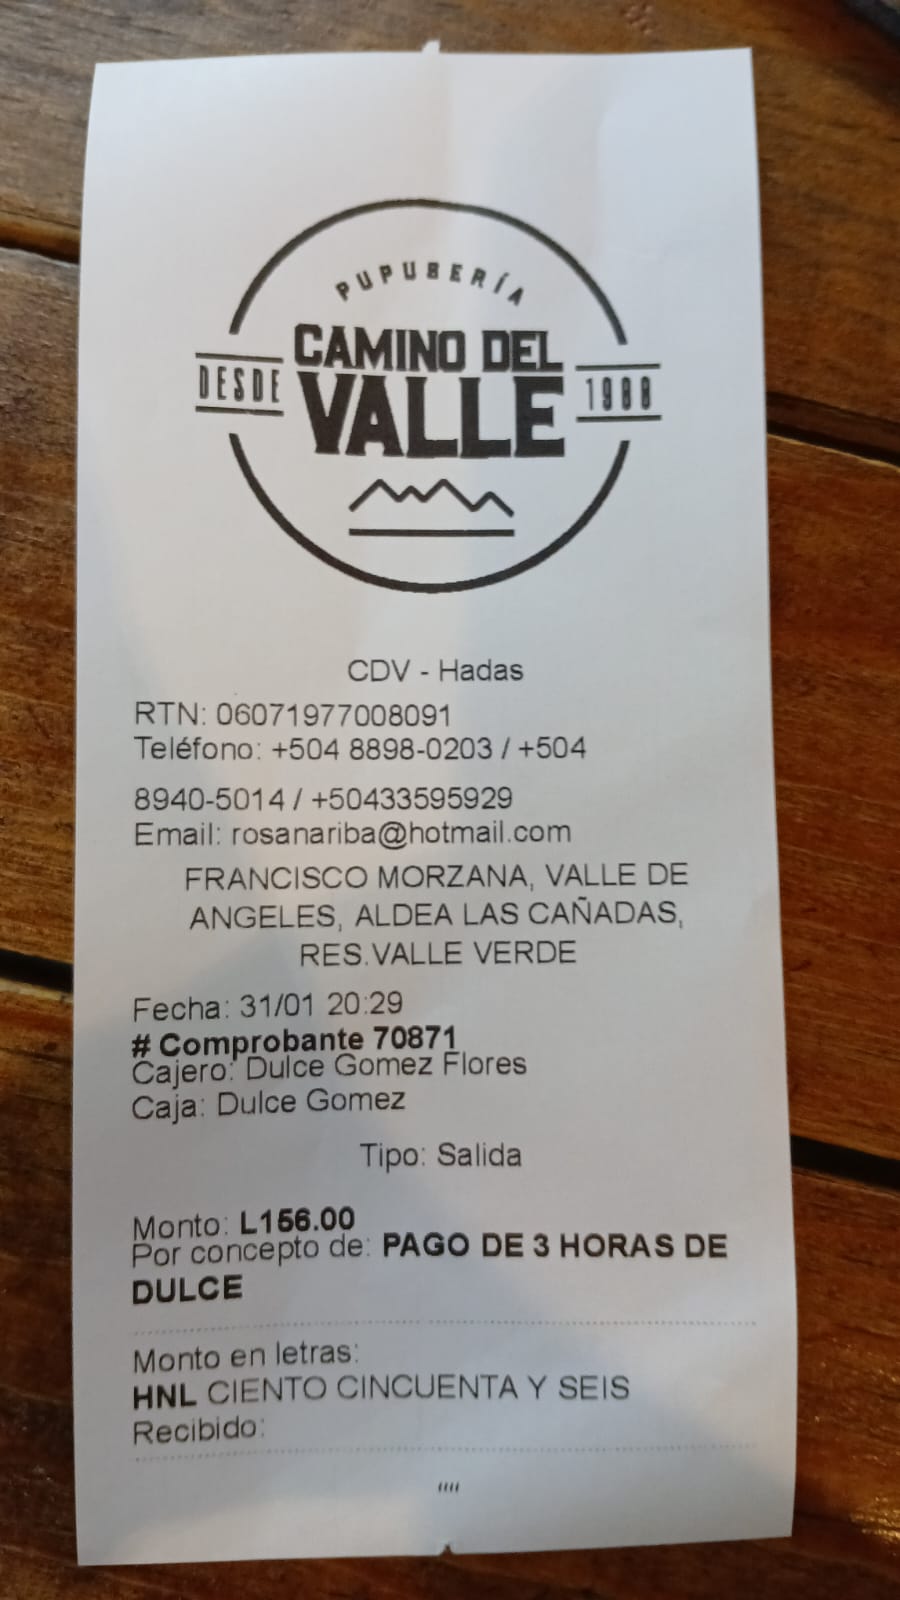 PUPUSERÍA
CAMINO DEL
DESDE VALLE 1988
CDV - Hadas
RTN: 06071977008091
Teléfono: +504 8898-0203 / +504
8940-5014 / +50433595929
Email: rosanariba@hotmail.com
FRANCISCO MORZANA, VALLE DE
ANGELES, ALDEA LAS CAÑADAS,
RES.VALLE VERDE
Fecha: 31/01 20:29
# Comprobante 70871
Cajero: Dulce Gomez Flores
Caja: Dulce Gomez
Tipo: Salida
Monto: L156.00
Por concepto de: PAGO DE 3 HORAS DE
DULCE
Monto en letras:
HNL CIENTO CINCUENTA Y SEIS
Recibido: